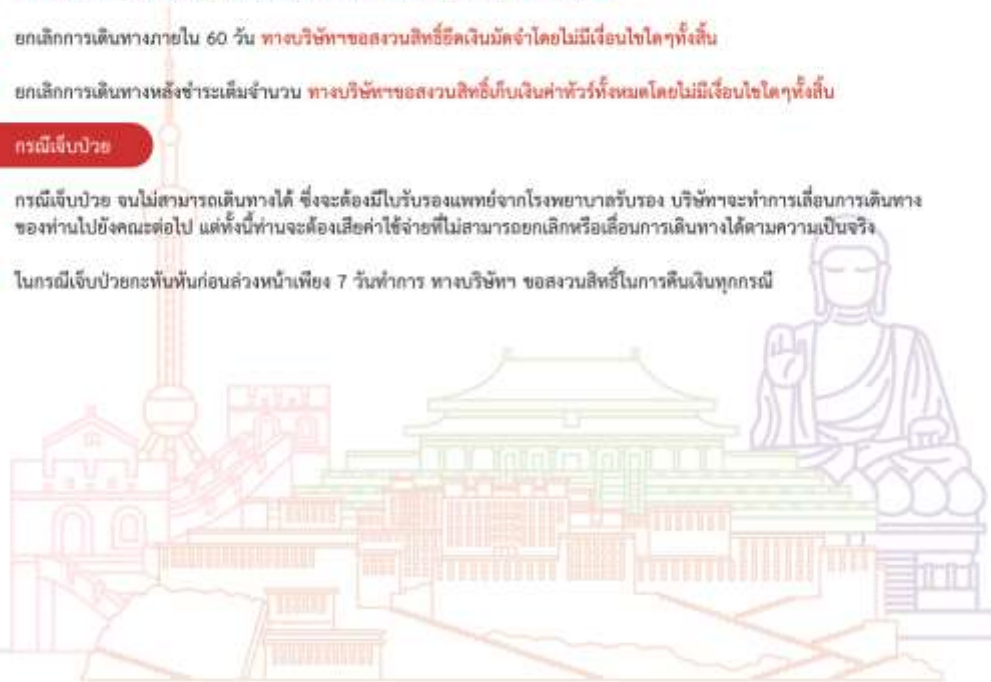 ยกเลิกการเดินทางภายใน 60 วัน ทางบริษัทฯขอสงวนสิทธิ์ยึดเงินมัดจำโดยไม่มีเงื่อนไขใดๆทั้งสิ้น
ยกเลิกการเดินทางหลังชำระเต็มจำนวน ทางบริษัทฯขอสงวนสิทธิ์เก็บเงินค่าทัวร์ทั้งหมดโดยไม่มีเงื่อนไขใดๆทั้งสิ้น
กรณีเจ็บป่วย
กรณีเจ็บป่วย จนไม่สามารถเดินทางได้ ซึ่งจะต้องมีใบรับรองแพทย์จากโรงพยาบาลรับรอง บริษัทฯจะทำการเลื่อนการเดินทาง
ของท่านไปยังคณะต่อไป แต่ทั้งนี้ท่านจะต้องเสียค่าใช้จ่ายที่ไม่สามารถยกเลิกหรือเลื่อนการเดินทางได้ตามความเป็นจริง
ในกรณีเจ็บป่วยกะทันหันก่อนล่วงหน้าเพียง 7 วันทำการ ทางบริษัทฯ ขอสงวนสิทธิ์ในการคืนเงินทุกกรณี